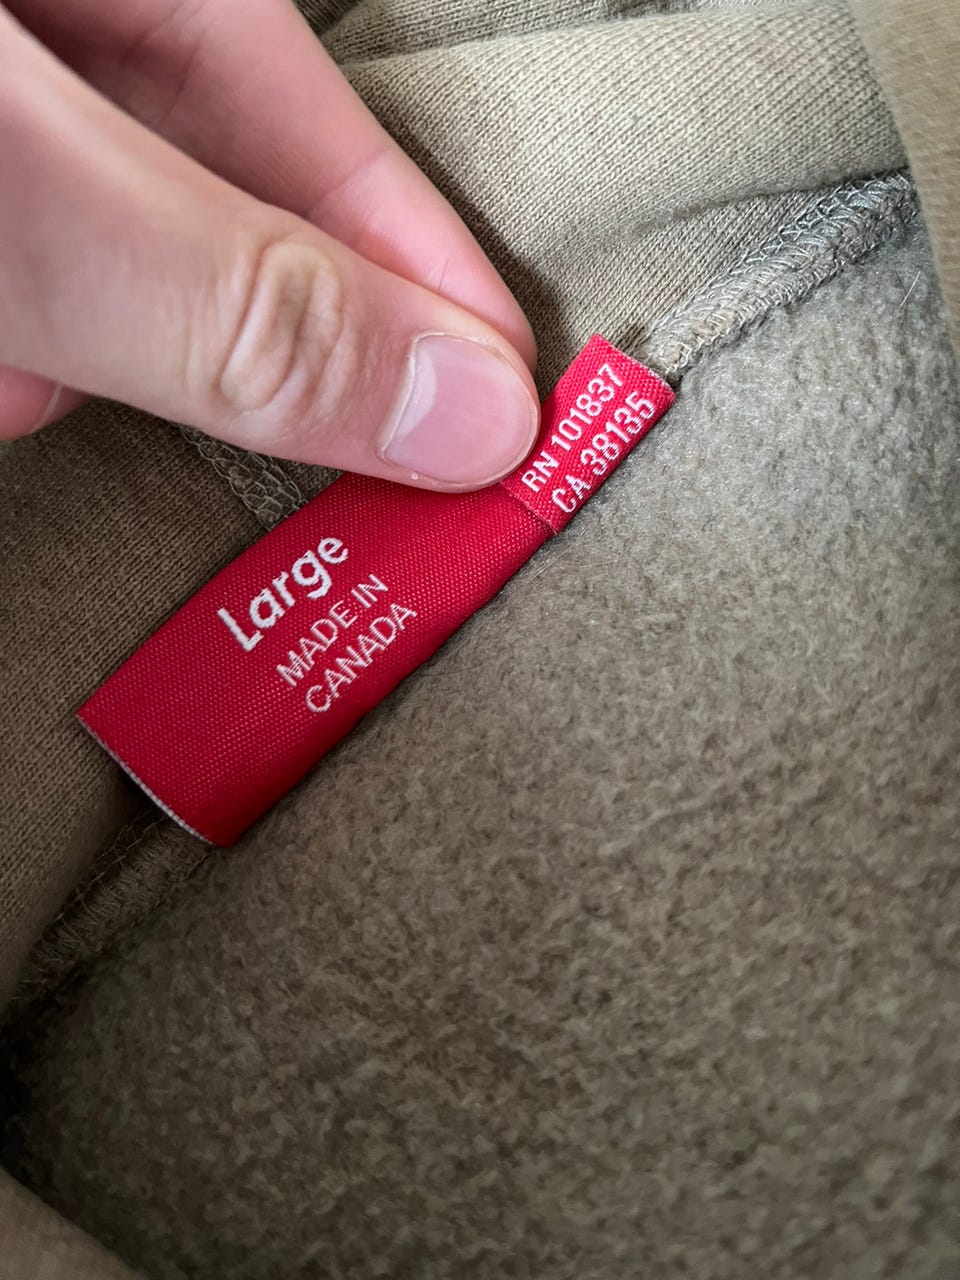 Large
MADE IN
CANADA
RN 101837
CA 38135